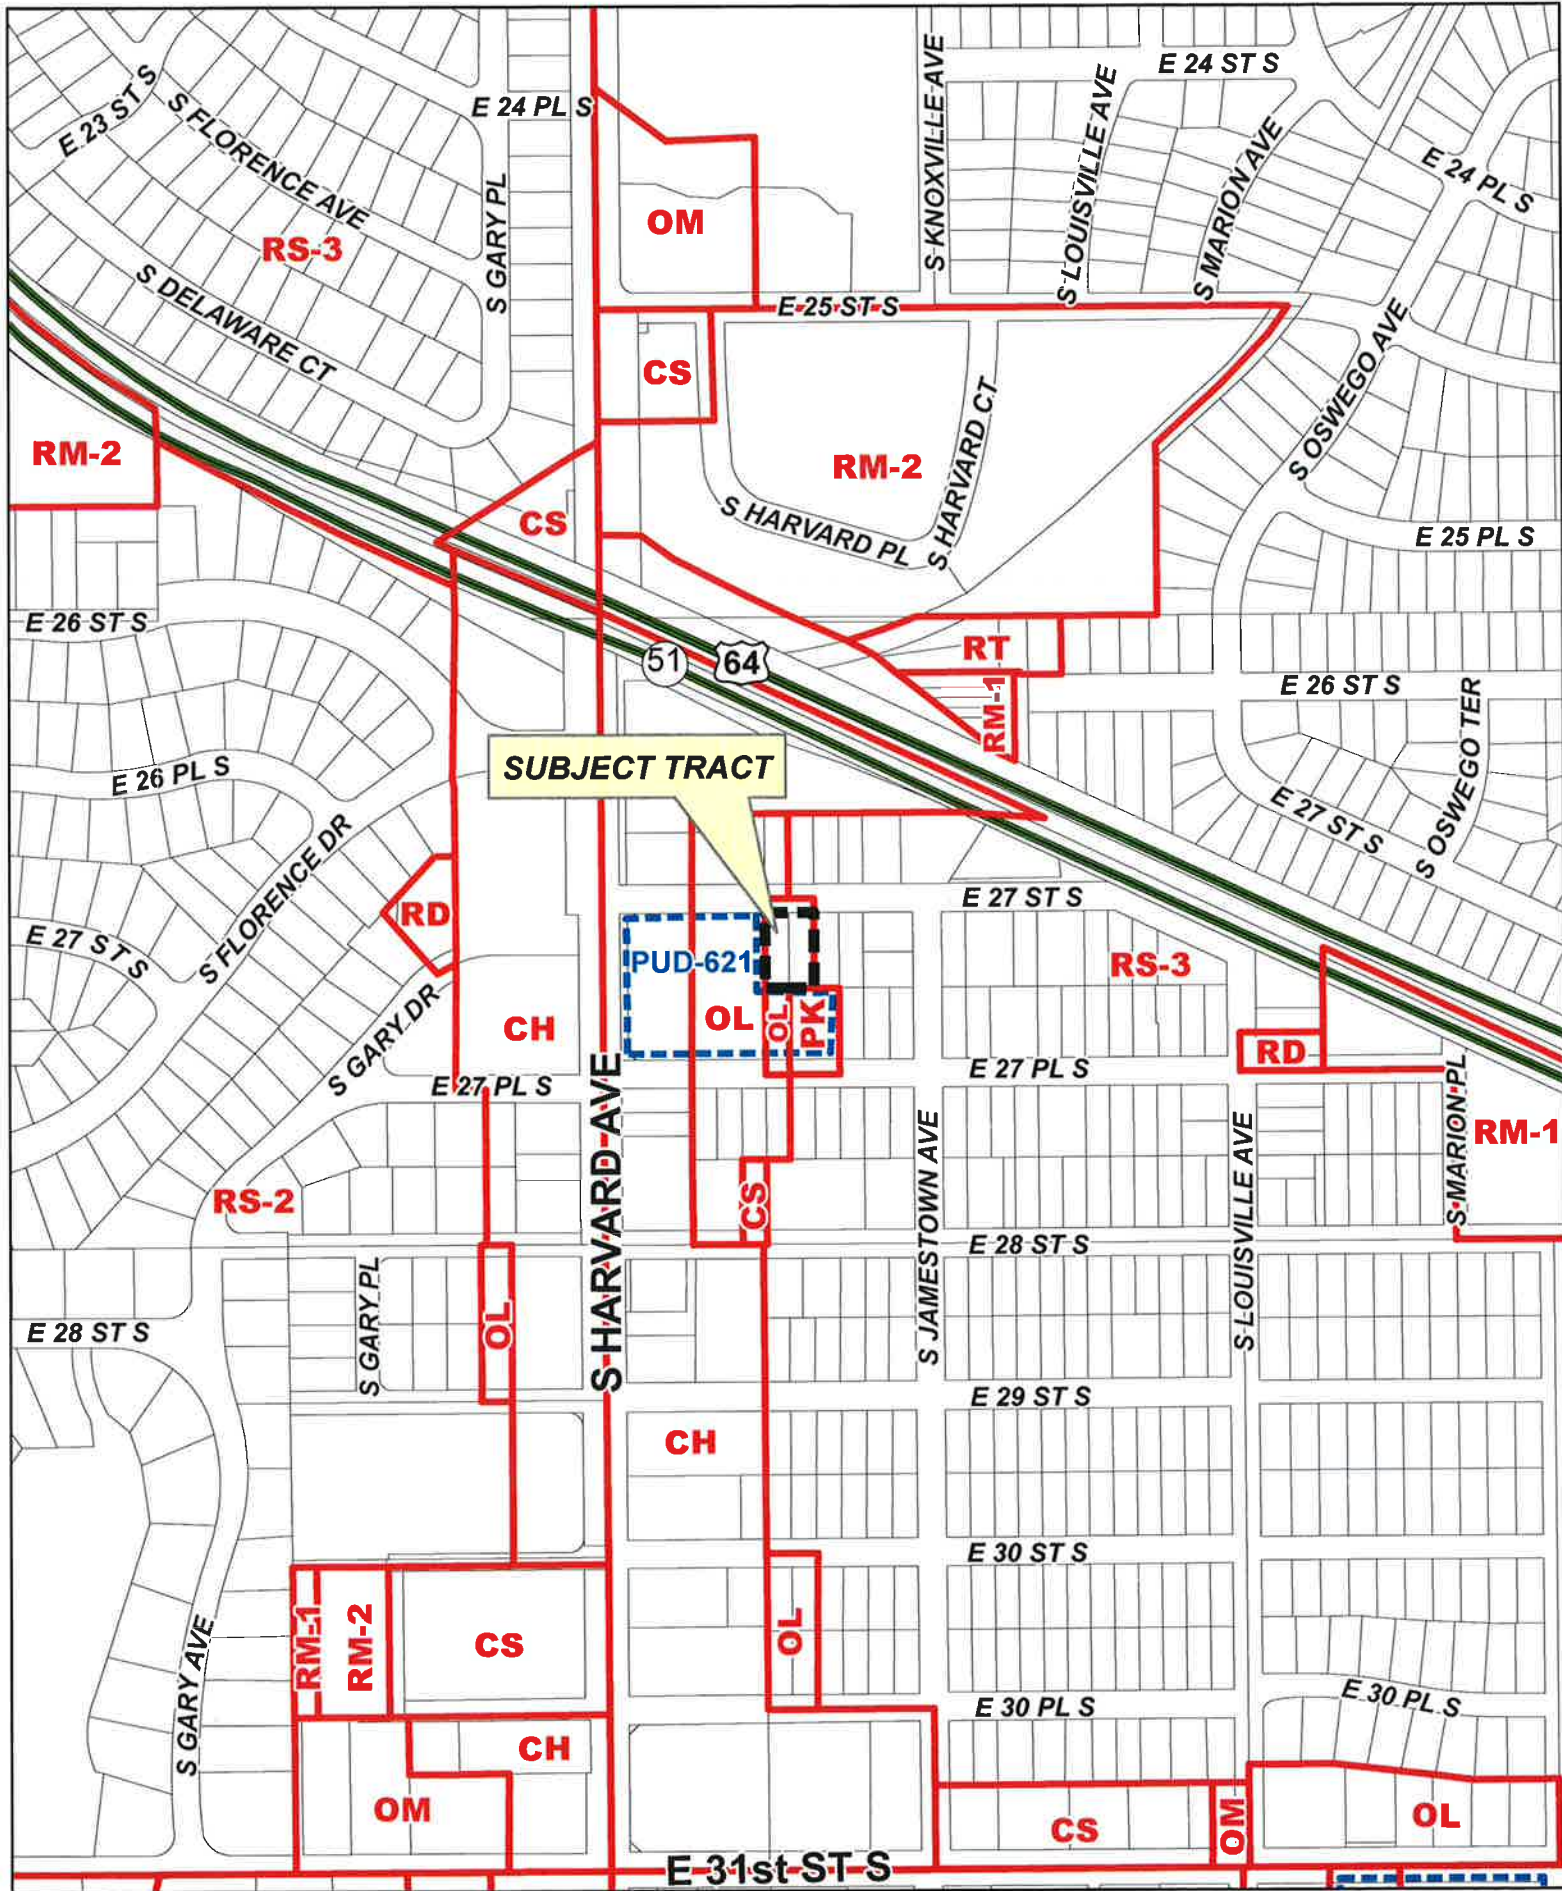 E 24 ST S
E 23 ST S
S FLORENCE AVE
E 24 PL S
S KNOXVILLE AVE
S LOUISVILLE AVE
S MARION AVE
E 24 PL S
S GARY PL
RS-3
OM
S DELAWARE CT
E 25 ST S
CS
S OSWEGO AVE
RM-2
RM-2
S HARVARD CT
CS
S HARVARD PL
E 25 PL S
E 26 ST S
51
64
RT
RM-1
E 26 ST S
S OSWEGO TER
SUBJECT TRACT
E 26 PL S
E 27 ST S
S FLORENCE DR
E 27 ST S
RD
E 27 ST S
PUD-621
RS-3
OL
OL
PK
CH
S GARY DR
RD
E 27 PL S
E 27 PL S
S HARVARD AVE
S JAMESTOWN AVE
S LOUISVILLE AVE
S MARION PL
RM-1
RS-2
CS
E 28 ST S
S GARY PL
OL
E 28 ST S
E 29 ST S
CH
E 30 ST S
S GARY AVE
RM-1
RM-2
CS
OL
E 30 PL S
E 30 PL S
CH
OM
CS
OM
OL
E 31st ST S